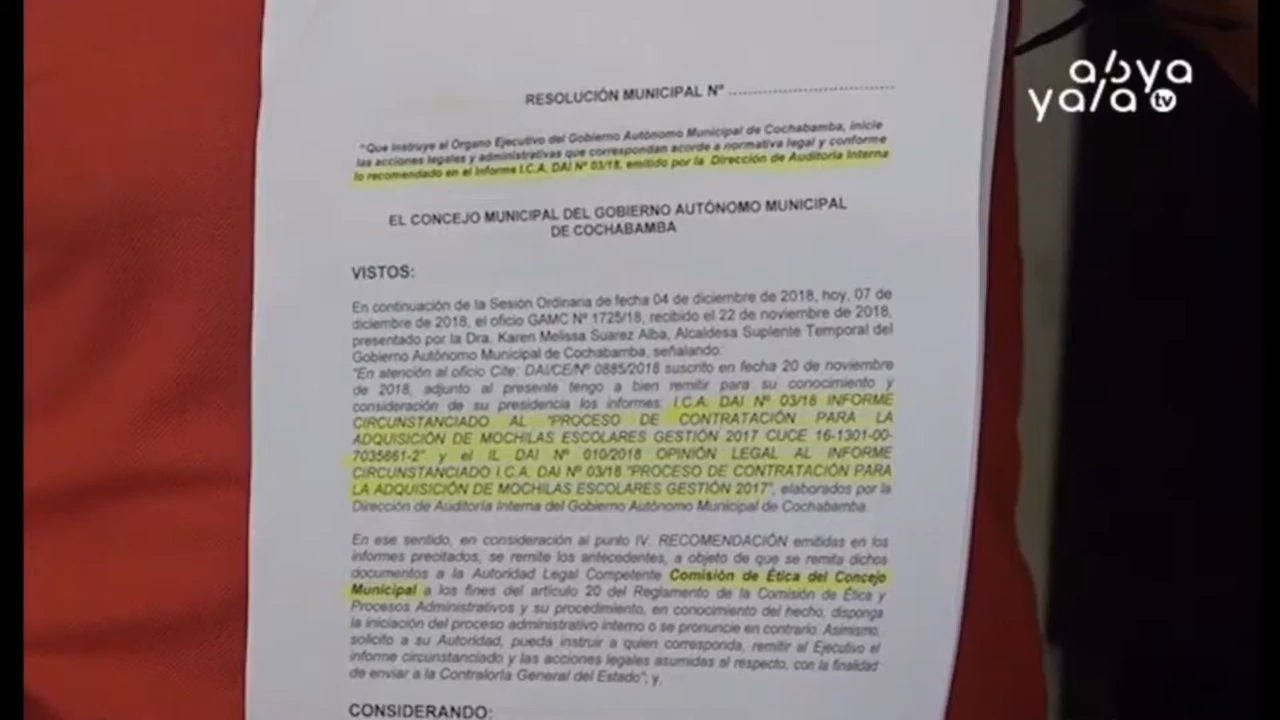 abya
yala tv
RESOLUCIÓN MUNICIPAL Nº ........................................
"Que instruye al Órgano Ejecutivo del Gobierno Autónomo Municipal de Cochabamba, inicie
las acciones legales y administrativas que correspondan acorde a normativa legal y conforme
lo recomendado en el Informe I.C.A. DAI Nº 03/18, emitido por la Dirección de Auditoría Interna
EL CONCEJO MUNICIPAL DEL GOBIERNO AUTÓNOMO MUNICIPAL
DE COCHABAMBA
VISTOS:
En continuación de la Sesión Ordinaria de fecha 04 de diciembre de 2018, hoy, 07 de
diciembre de 2018, el oficio GAMC Nº 1725/18, recibido el 22 de noviembre de 2018,
presentado por la Dra. Karen Melissa Suarez Alba, Alcaldesa Suplente Temporal del
Gobierno Autónomo Municipal de Cochabamba, señalando:
"En atención al oficio Cite: DAI/CE/Nº 0885/2018 suscrito en fecha 20 de noviembre
de 2018, adjunto al presente tengo a bien remitir para su conocimiento y
consideración de su presidencia los informes: I.C.A. DAI Nº 03/18 INFORME
CIRCUNSTANCIADO AL "PROCESO DE CONTRATACIÓN PARA LA
ADQUISICIÓN DE MOCHILAS ESCOLARES GESTIÓN 2017 CUCE 16-1301-00-
7035861-2" y el IL DAI Nº 010/2018 OPINIÓN LEGAL AL INFORME
CIRCUNSTANCIADO I.C.A. DAI Nº 03/18 "PROCESO DE CONTRATACIÓN PARA
LA ADQUISICIÓN DE MOCHILAS ESCOLARES GESTIÓN 2017", elaborados por la
Dirección de Auditoría Interna del Gobierno Autónomo Municipal de Cochabamba.
En ese sentido, en consideración al punto IV. RECOMENDACIÓN emitidas en los
informes precitados, se remite los antecedentes, a objeto de que se remita dichos
documentos a la Autoridad Legal Competente Comisión de Ética del Concejo
Municipal a los fines del artículo 20 del Reglamento de la Comisión de Ética y
Procesos Administrativos y su procedimiento, en conocimiento del hecho, disponga
la iniciación del proceso administrativo interno o se pronuncie en contrario. Asimismo,
solicito a su Autoridad, pueda instruir a quien corresponda, remitir al Ejecutivo el
informe circunstanciado y las acciones legales asumidas al respecto, con la finalidad
de enviar a la Contraloría General del Estado"; y,
CONSIDERANDO: